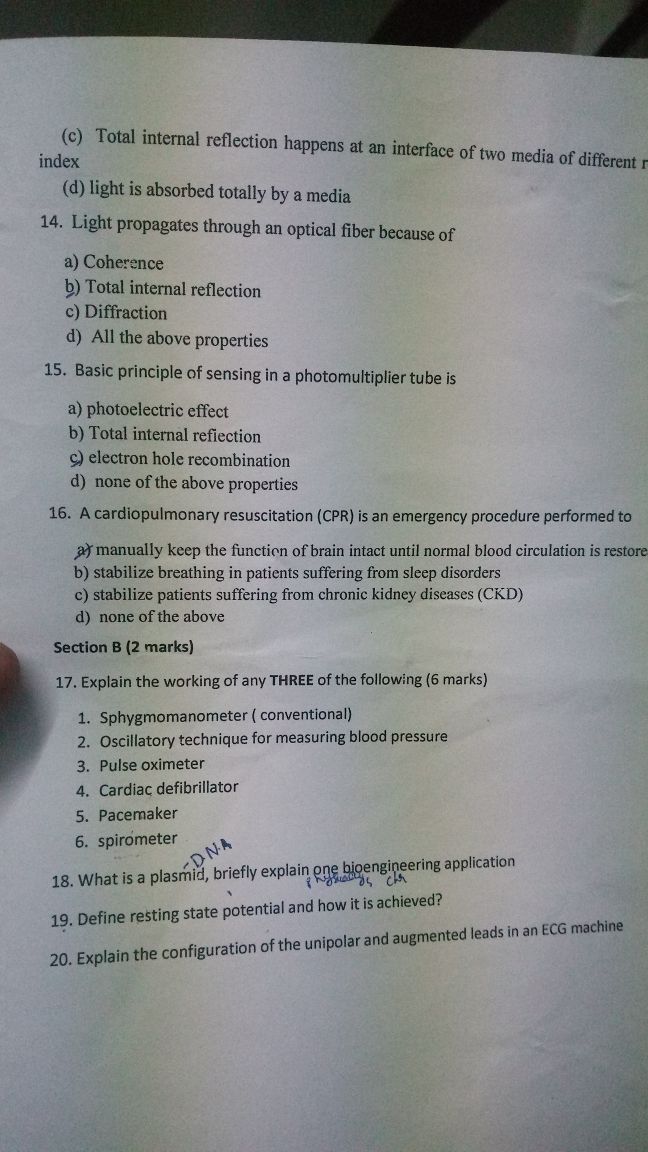 (c) Total internal reflection happens at an interface of two media of different r
index
(d) light is absorbed totally by a media
14. Light propagates through an optical fiber because of
a) Coherence
b) Total internal reflection
c) Diffraction
d) All the above properties
15. Basic principle of sensing in a photomultiplier tube is
a) photoelectric effect
b) Total internal reflection
c) electron hole recombination
d) none of the above properties
16. A cardiopulmonary resuscitation (CPR) is an emergency procedure performed to
a) manually keep the function of brain intact until normal blood circulation is restore
b) stabilize breathing in patients suffering from sleep disorders
c) stabilize patients suffering from chronic kidney diseases (CKD)
d) none of the above
Section B (2 marks)
17. Explain the working of any THREE of the following (6 marks)
1. Sphygmomanometer ( conventional)
2. Oscillatory technique for measuring blood pressure
3. Pulse oximeter
4. Cardiac defibrillator
5. Pacemaker
6. spirometer
-DNA
18. What is a plasmid, briefly explain one bioengineering application
19. Define resting state potential and how it is achieved?
20. Explain the configuration of the unipolar and augmented leads in an ECG machine